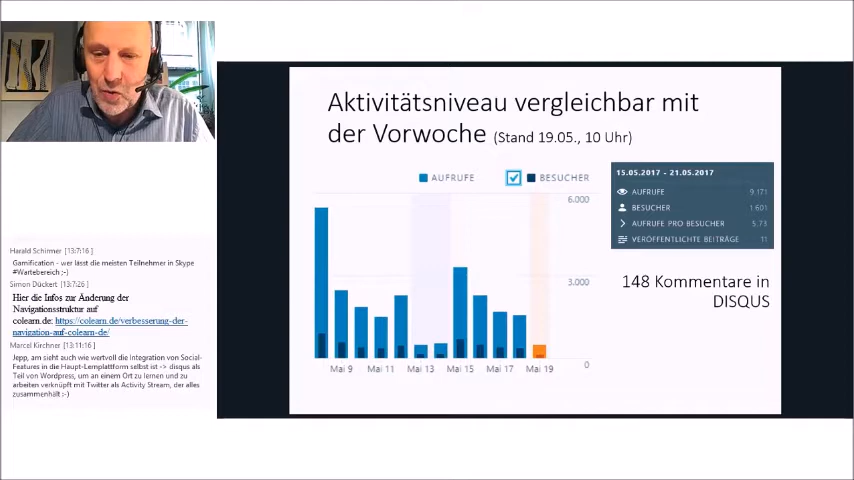 Aktivitätsniveau vergleichbar mit
der Vorwoche (Stand 19.05., 10 Uhr)
AUFRUFE
BESUCHER
6.000
3.000
0
Mai 9
Mai 11
Mai 13
Mai 15
Mai 17
Mai 19
15.05.2017 - 21.05.2017
AUFRUFE 9.171
BESUCHER 1.601
AUFRUFE PRO BESUCHER 5,73
VERÖFFENTLICHTE BEITRÄGE 11
148 Kommentare in
DISQUS
Harald Schirmer [13:7:16 ]
Gamification - wer lässt die meisten Teilnehmer in Skype
#Wartebereich ;-)
Simon Dückert [13:7:26 ]
Hier die Infos zur Änderung der
Navigationsstruktur auf
colearn.de: https://colearn.de/verbesserung-der-
navigation-auf-colearn-de/
Marcel Kirchner [13:11:16 ]
Jepp, am sieht auch wie wertvoll die Integration von Social-
Features in die Haupt-Lernplattform selbst ist -> disqus als
Teil von Wordpress, um an einem Ort zu lernen und zu
arbeiten verknüpft mit Twitter als Activity Stream, der alles
zusammenhält :-)